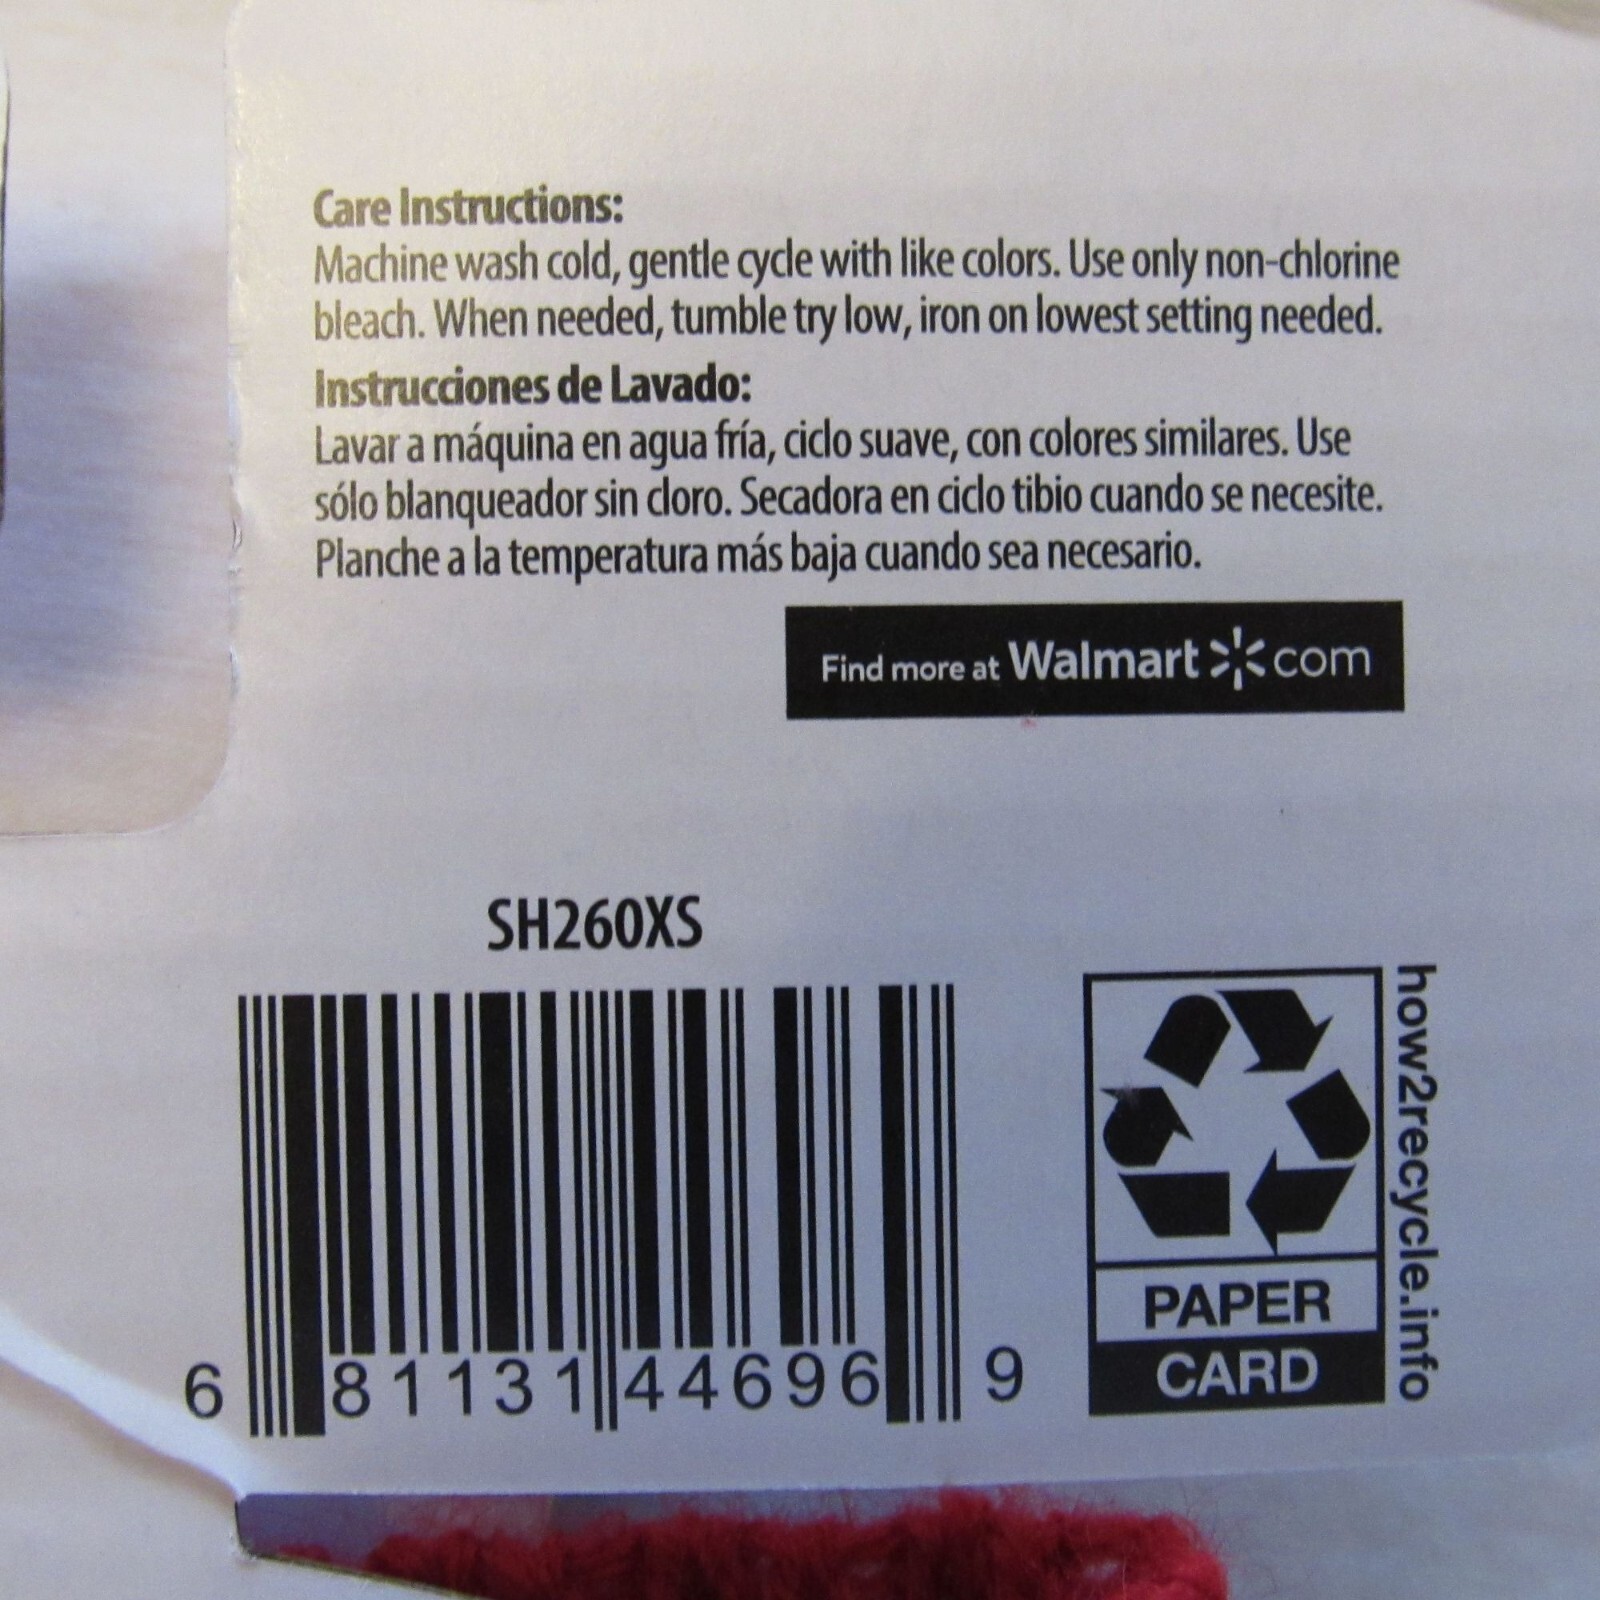 Care Instructions:
Machine wash cold, gentle cycle with like colors. Use only non-chlorine
bleach. When needed, tumble try low, iron on lowest setting needed.
Instrucciones de Lavado:
Lavar a máquina en agua fría, ciclo suave, con colores similares. Use
sólo blanqueador sin cloro. Secadora en ciclo tibio cuando se necesite.
Planche a la temperatura más baja cuando sea necesario.
Find more at Walmart com
SH260XS
6 81131 44696 9
PAPER
CARD
how2recycle.info